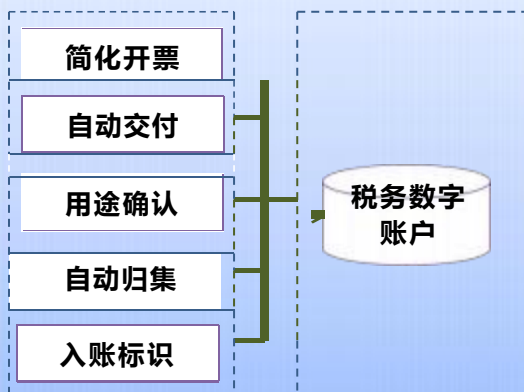 简化开票
自动交付
用途确认
自动归集
入账标识
税务数字
账户